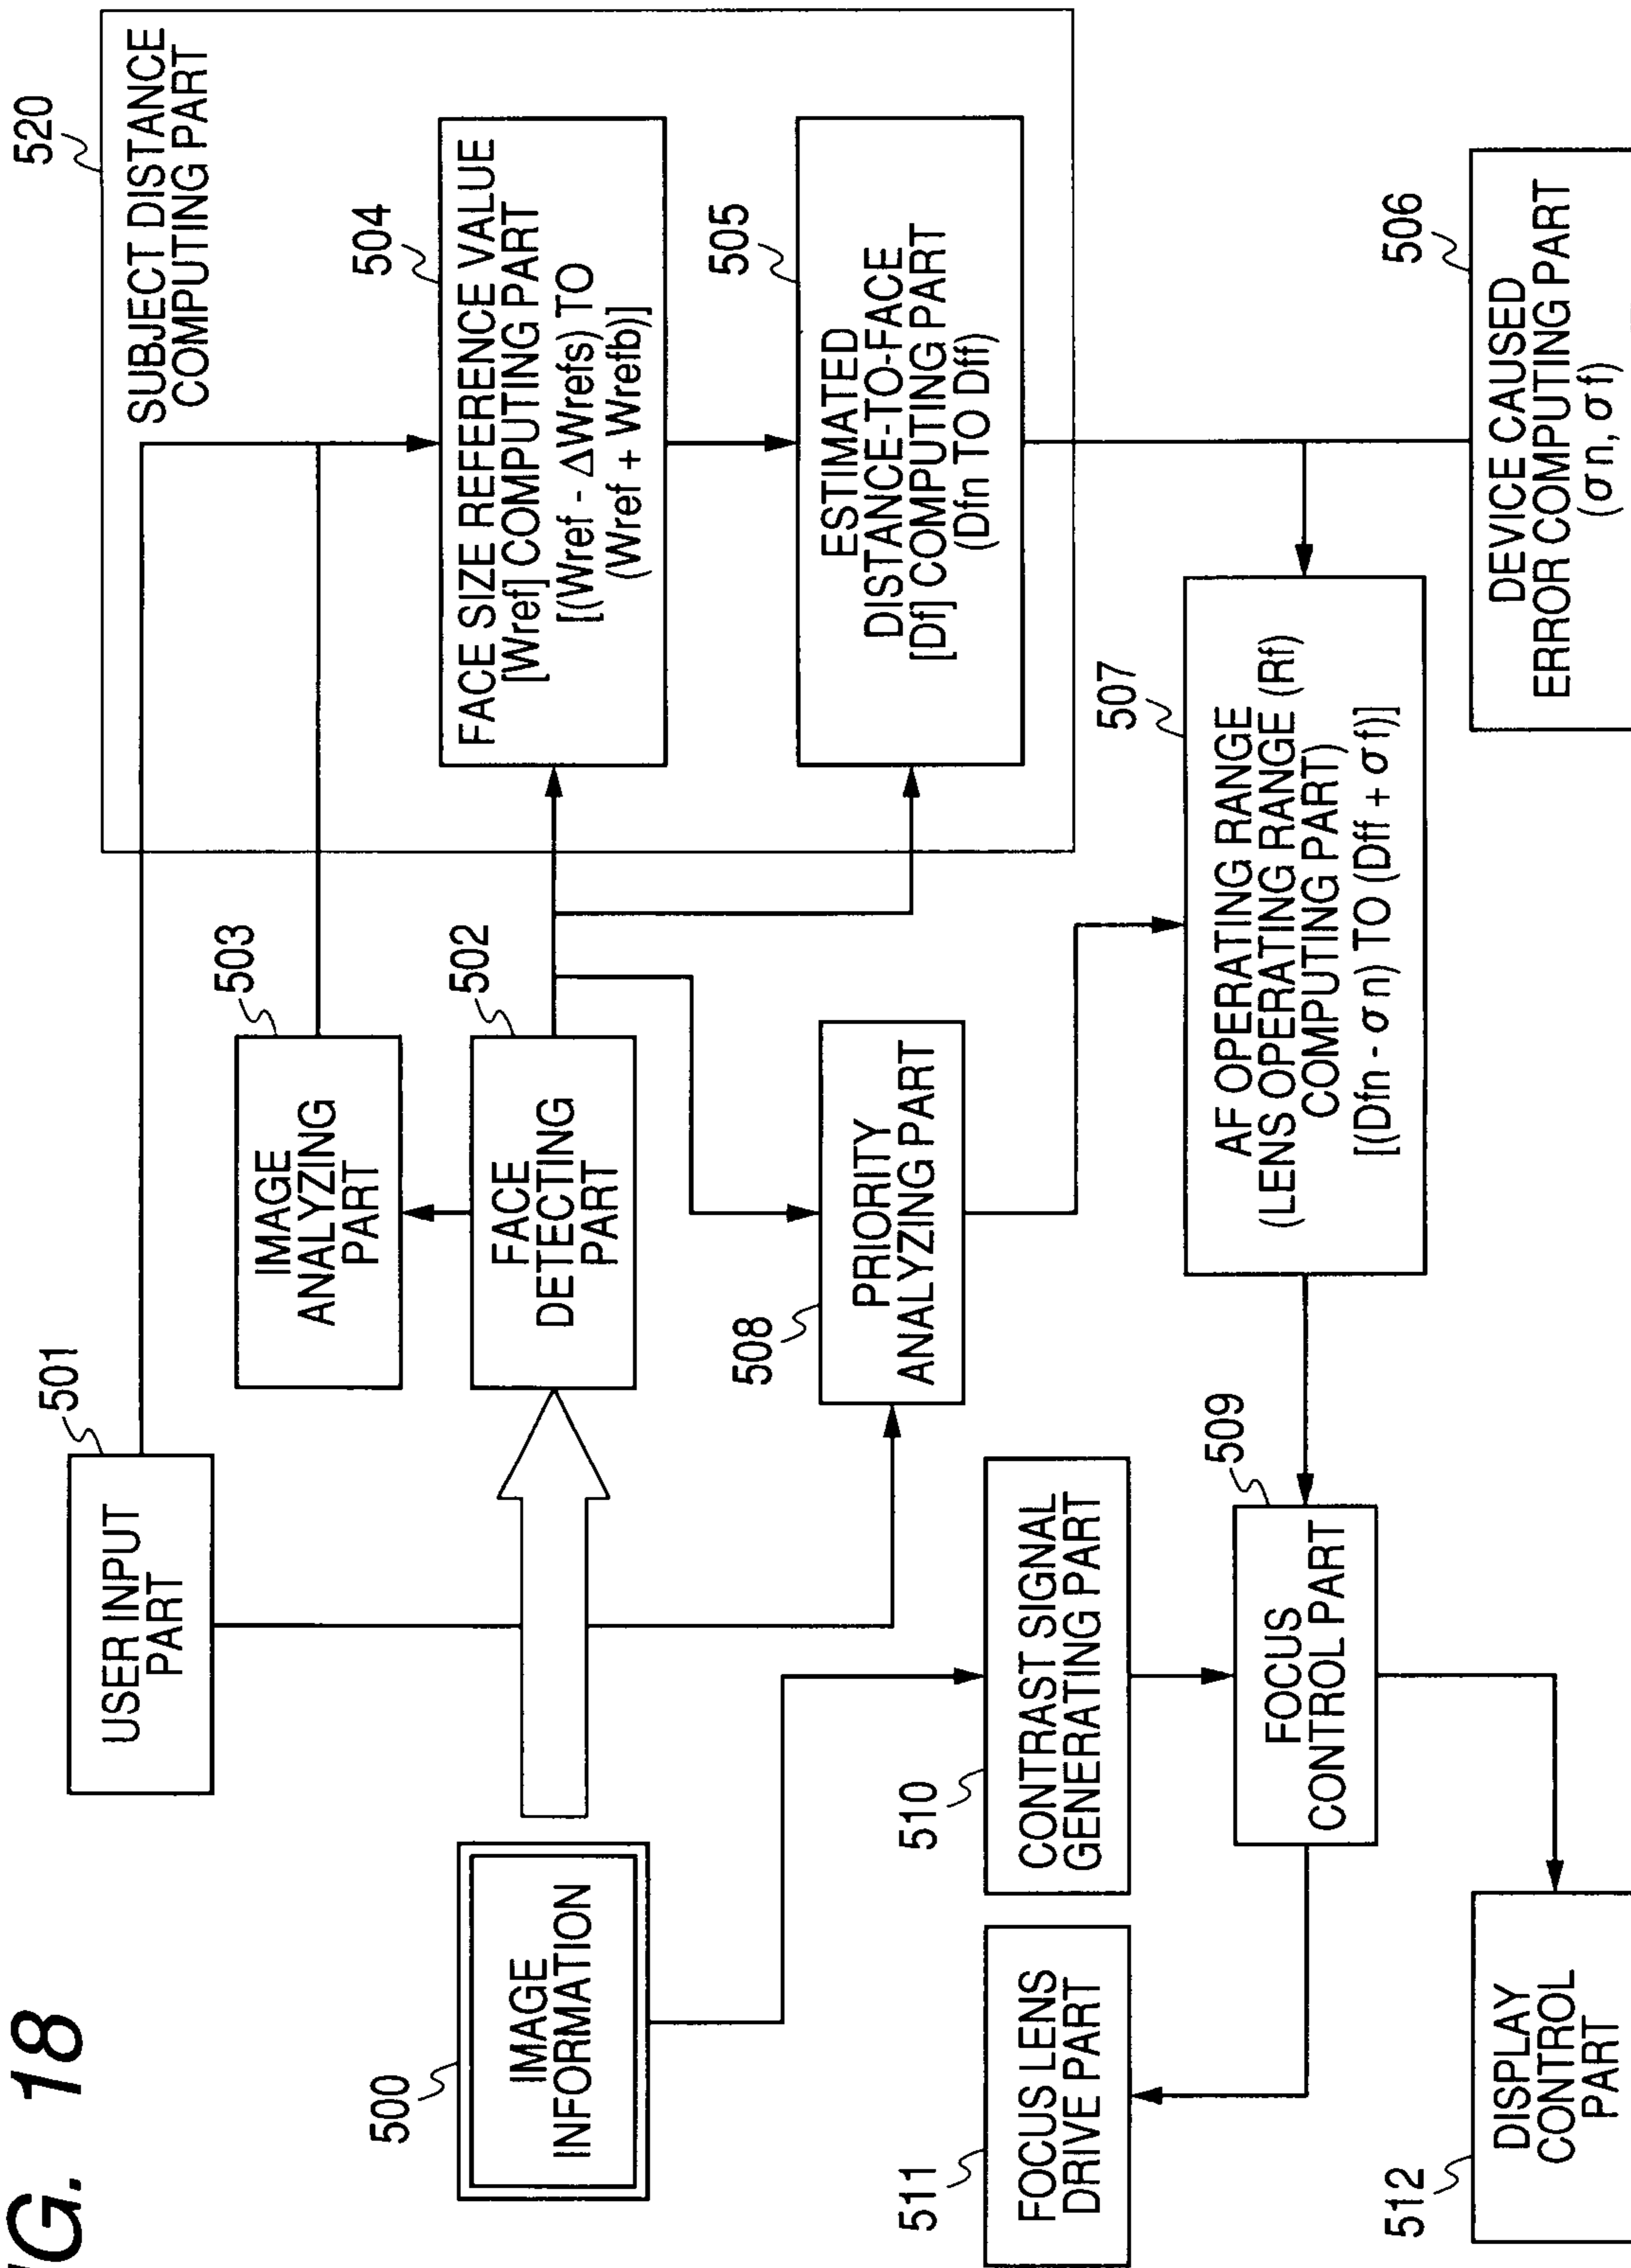 FIG. 18
520
SUBJECT DISTANCE
COMPUTING PART
504
FACE SIZE REFERENCE VALUE
[Wref] COMPUTING PART
[(Wref - ΔWrefs) TO
(Wref + Wrefb)]
505
ESTIMATED
DISTANCE-TO-FACE
[Df] COMPUTING PART
(Dfn TO Dff)
506
DEVICE CAUSED
ERROR COMPUTING PART
(σn, σf)
501
USER INPUT
PART
503
IMAGE
ANALYZING
PART
502
FACE
DETECTING
PART
508
PRIORITY
ANALYZING PART
507
AF OPERATING RANGE
(LENS OPERATING RANGE (Rf)
COMPUTING PART)
[(Dfn - σn) TO (Dff + σf)]
500
IMAGE
INFORMATION
510
CONTRAST SIGNAL
GENERATING PART
509
FOCUS
CONTROL PART
511
FOCUS LENS
DRIVE PART
512
DISPLAY
CONTROL
PART